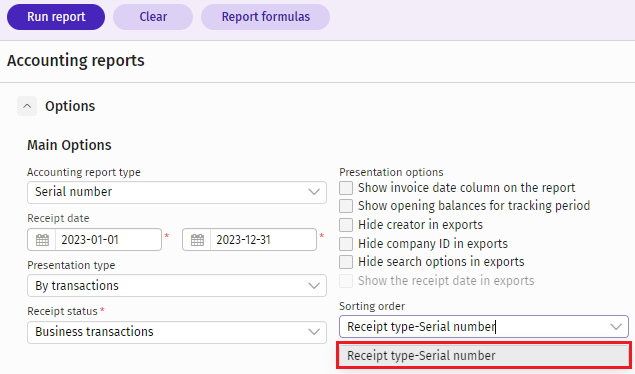 Run report
Clear
Report formulas
Accounting reports
Options
Main Options
Accounting report type
Serial number
Receipt date
2023-01-01 *
2023-12-31 *
Presentation type
By transactions
Receipt status *
Business transactions
Presentation options
Show invoice date column on the report
Show opening balances for tracking period
Hide creator in exports
Hide company ID in exports
Hide search options in exports
Show the receipt date in exports
Sorting order
Receipt type-Serial number
Receipt type-Serial number